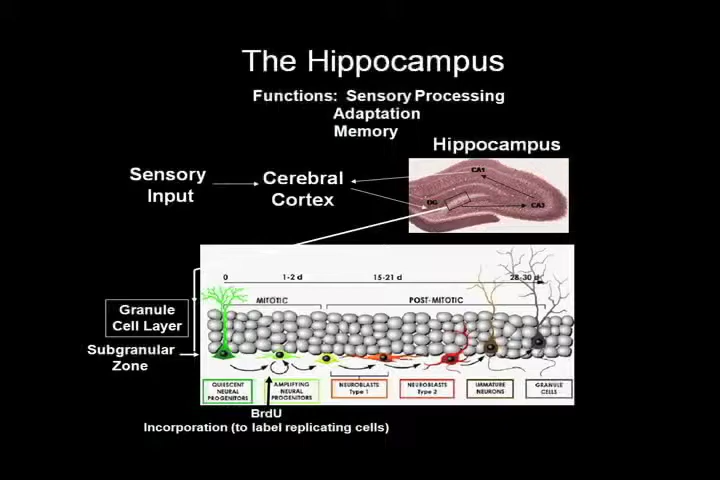 The Hippocampus
Functions: Sensory Processing
Adaptation
Memory
Hippocampus
Sensory
Input
Cerebral
Cortex
CA1
DG
CA3
0
1-2 d
15-21 d
28-30 d
MITOTIC
POST-MITOTIC
Granule
Cell Layer
Subgranular
Zone
QUIESCENT
NEURAL
PROGENITORS
AMPLIFYING
NEURAL
PROGENITORS
NEUROBLASTS
Type 1
NEUROBLASTS
Type 2
IMMATURE
NEURONS
GRANULE
CELLS
BrdU
Incorporation (to label replicating cells)